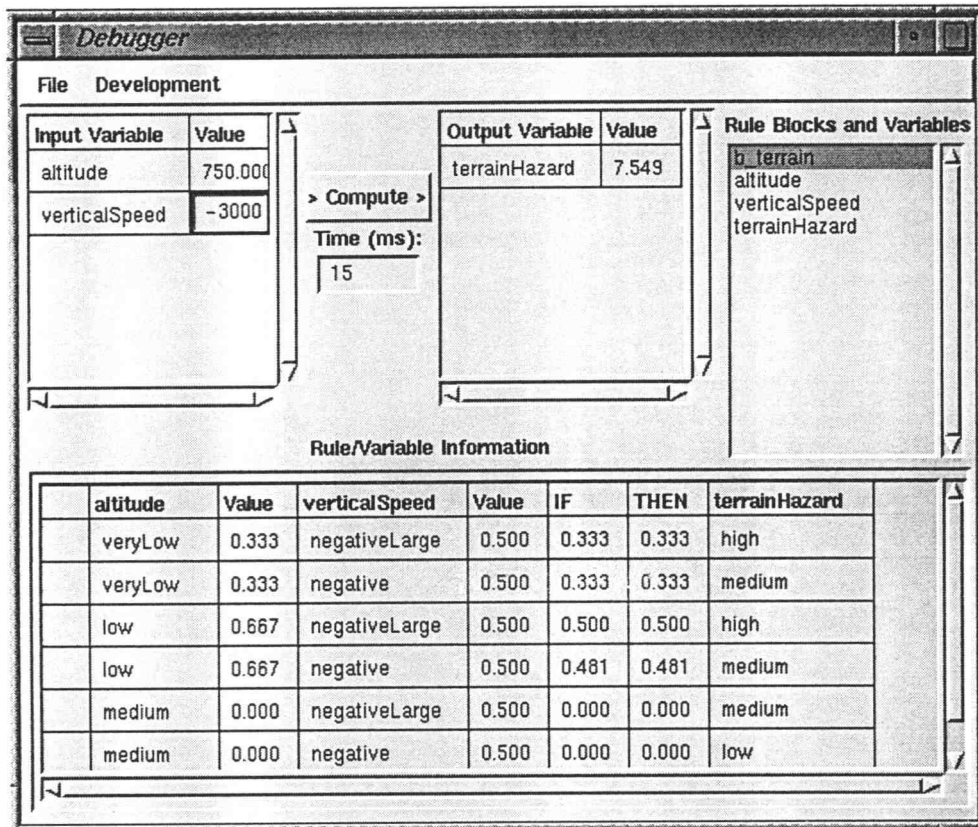 Debugger
File Development
Input Variable Value
altitude 750.000
verticalSpeed -3000
> Compute >
Time (ms):
15
Output Variable Value
terrainHazard 7.549
Rule Blocks and Variables
b_terrain
altitude
verticalSpeed
terrainHazard
Rule/Variable Information
altitude Value verticalSpeed Value IF THEN terrainHazard
veryLow 0.333 negativeLarge 0.500 0.333 0.333 high
veryLow 0.333 negative 0.500 0.333 0.333 medium
low 0.667 negativeLarge 0.500 0.500 0.500 high
low 0.667 negative 0.500 0.481 0.481 medium
medium 0.000 negativeLarge 0.500 0.000 0.000 medium
medium 0.000 negative 0.500 0.000 0.000 low